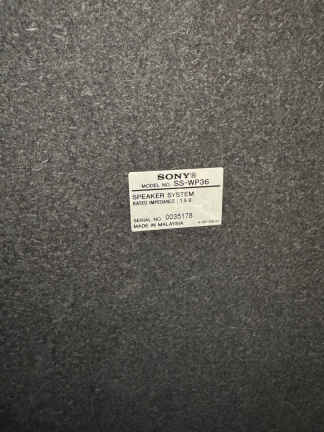 SONY®
MODEL NO. SS-WP36
SPEAKER SYSTEM
RATED IMPEDANCE : 1.5 Ω
SERIAL NO. 0035178
MADE IN MALAYSIA